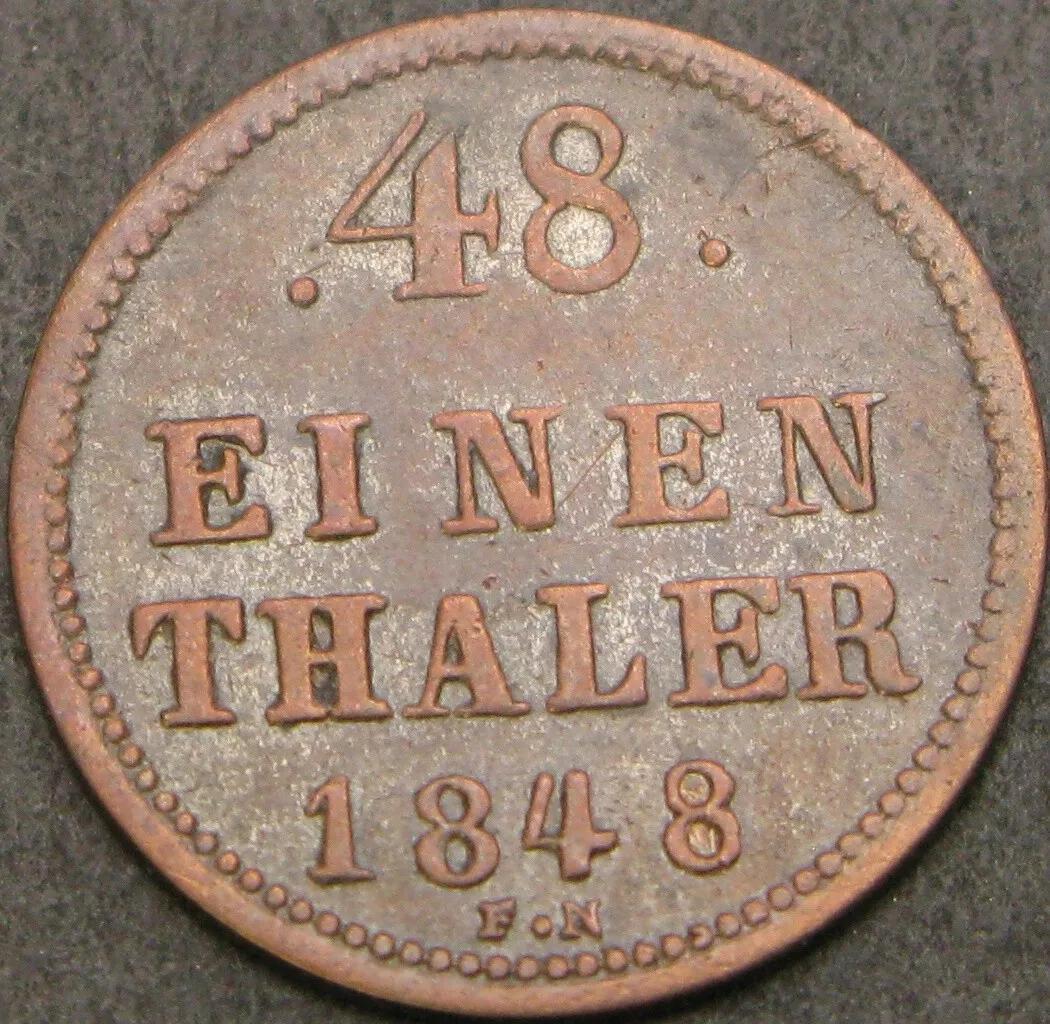 .48.
EINEN
THALER
1848
F.N